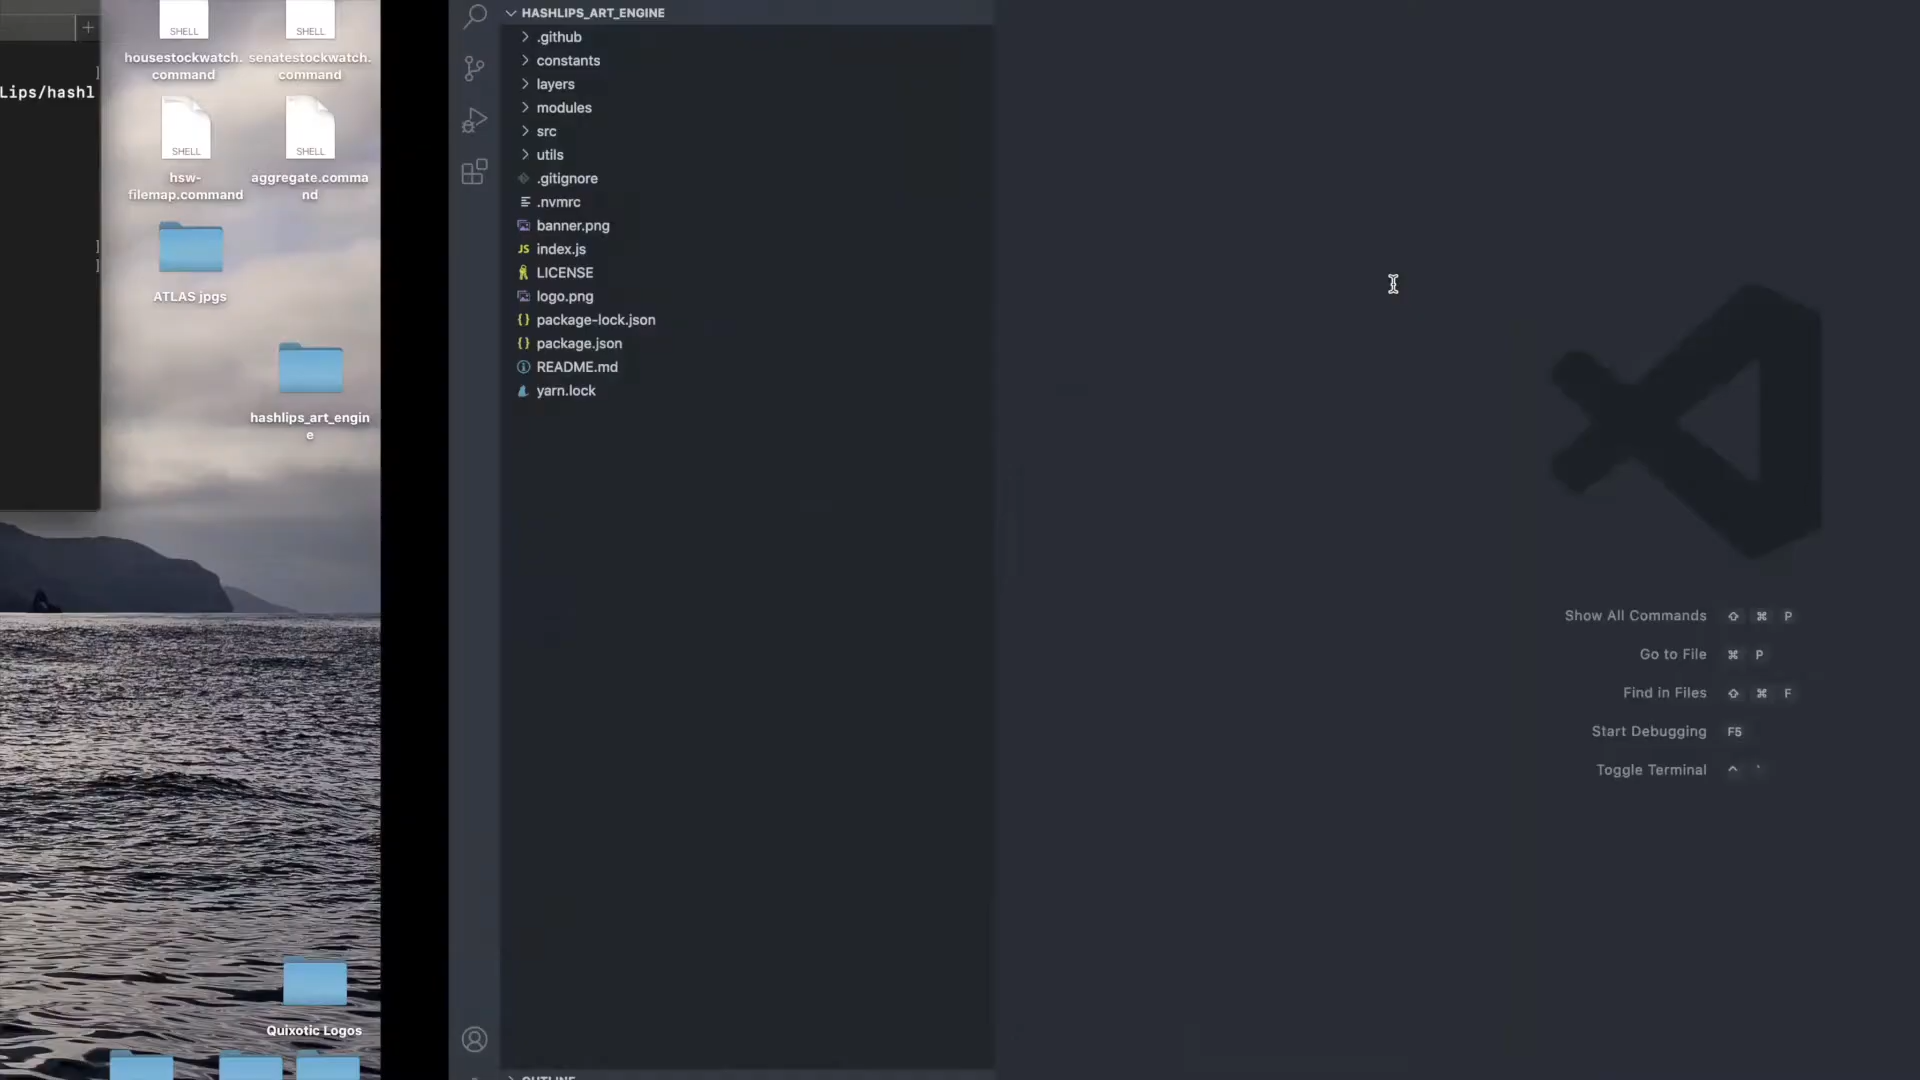 +
Lips/hashl
]
]
]
SHELL
housestockwatch.
command
SHELL
senatestockwatch.
command
SHELL
hsw-
filemap.command
SHELL
aggregate.comma
nd
ATLAS jpgs
hashlips_art_engin
e
Quixotic Logos
HASHLIPS_ART_ENGINE
.github
constants
layers
modules
src
utils
.gitignore
.nvmrc
banner.png
JS index.js
LICENSE
logo.png
{} package-lock.json
{} package.json
README.md
yarn.lock
OUTLINE
Show All Commands ⇧ ⌘ P
Go to File ⌘ P
Find in Files ⇧ ⌘ F
Start Debugging F5
Toggle Terminal ^ `